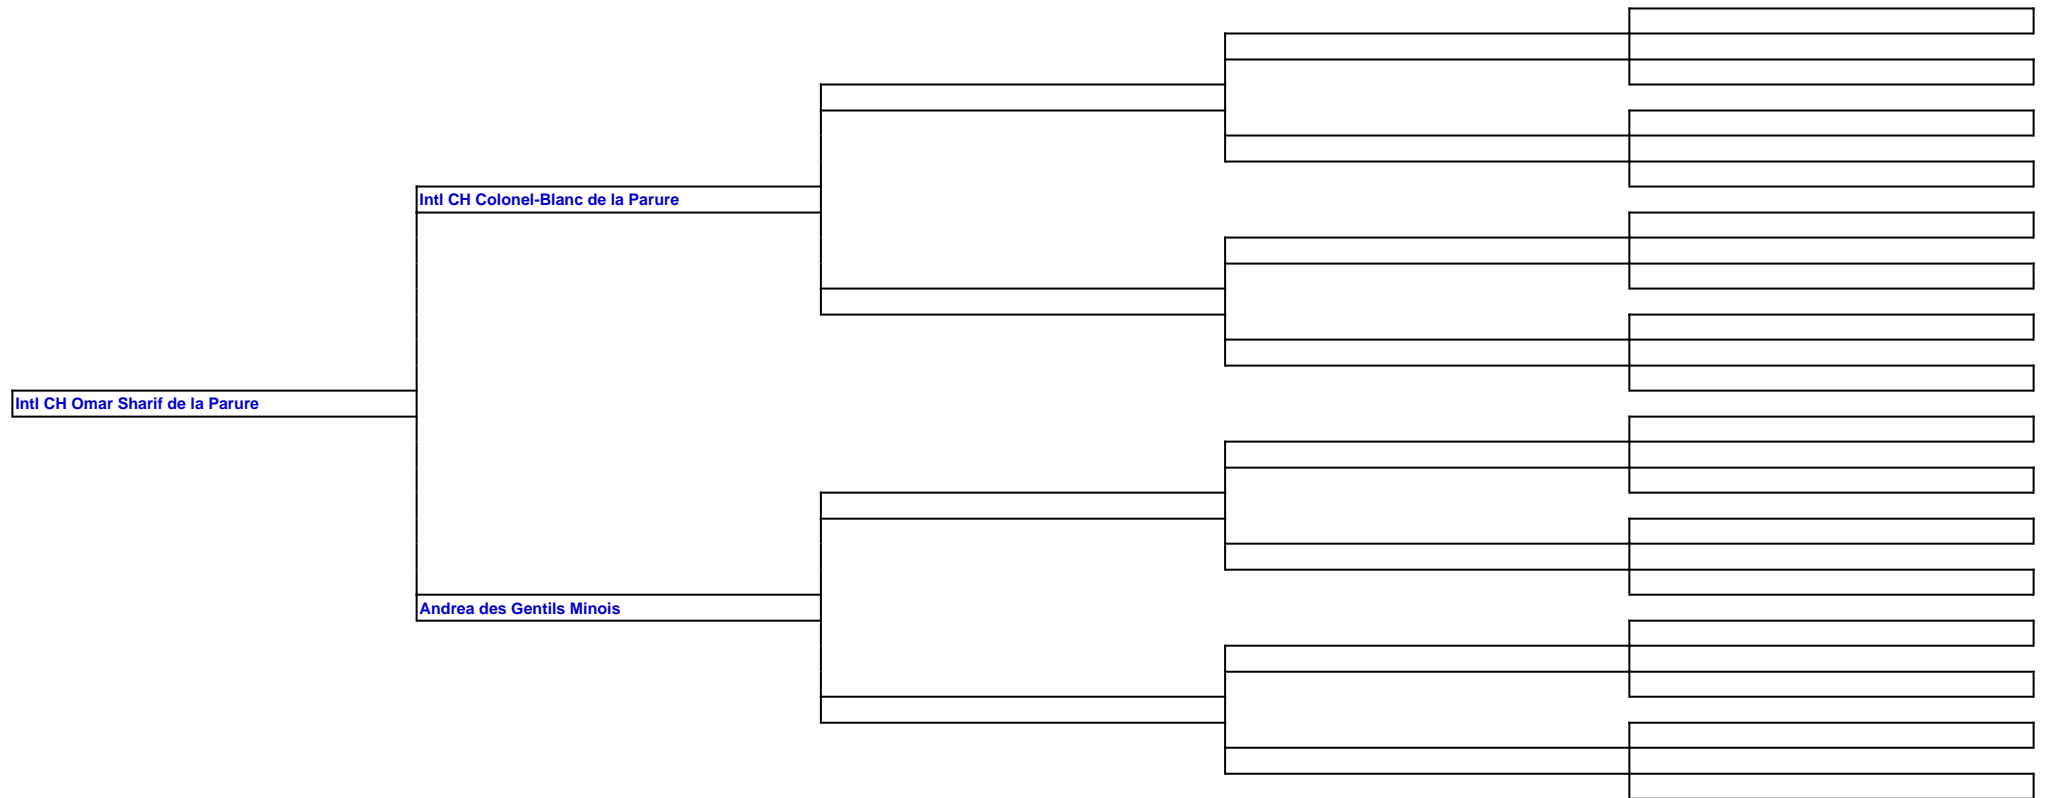 Intl CH Colonel-Blanc de la Parure
Intl CH Omar Sharif de la Parure
Andrea des Gentils Minois